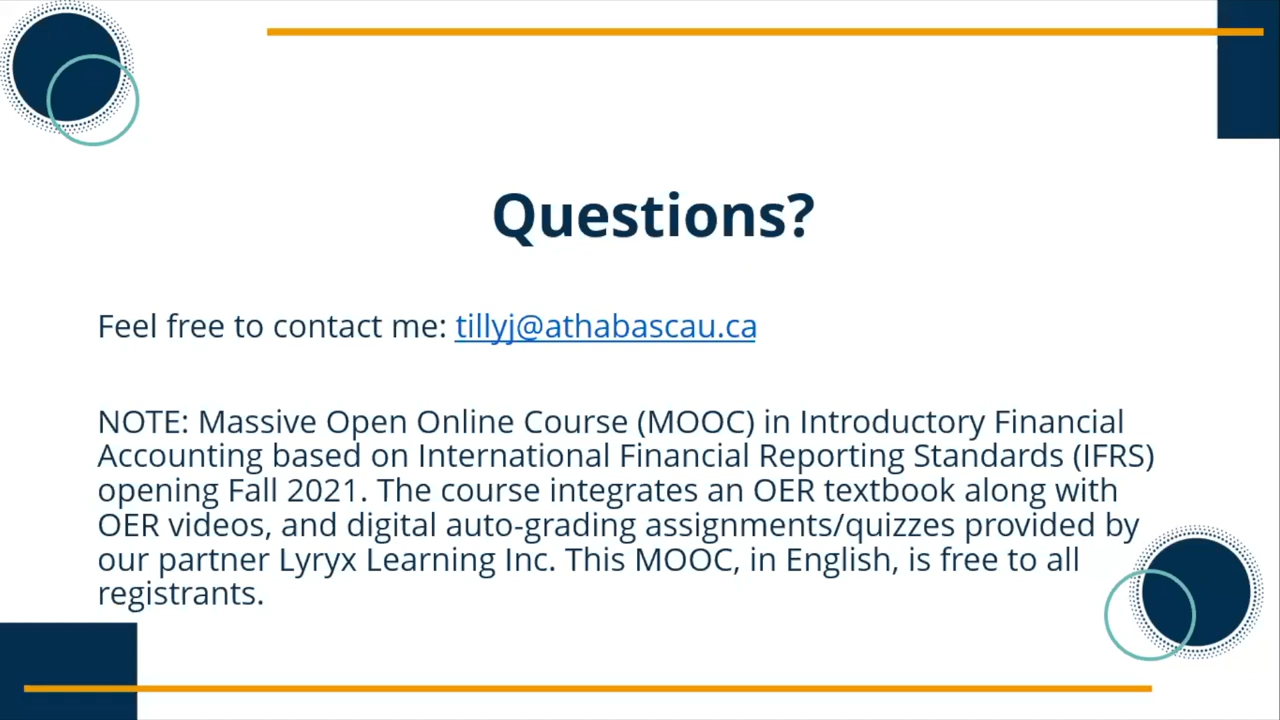 Questions?
Feel free to contact me: tillyj@athabascau.ca
NOTE: Massive Open Online Course (MOOC) in Introductory Financial
Accounting based on International Financial Reporting Standards (IFRS)
opening Fall 2021. The course integrates an OER textbook along with
OER videos, and digital auto-grading assignments/quizzes provided by
our partner Lyryx Learning Inc. This MOOC, in English, is free to all
registrants.